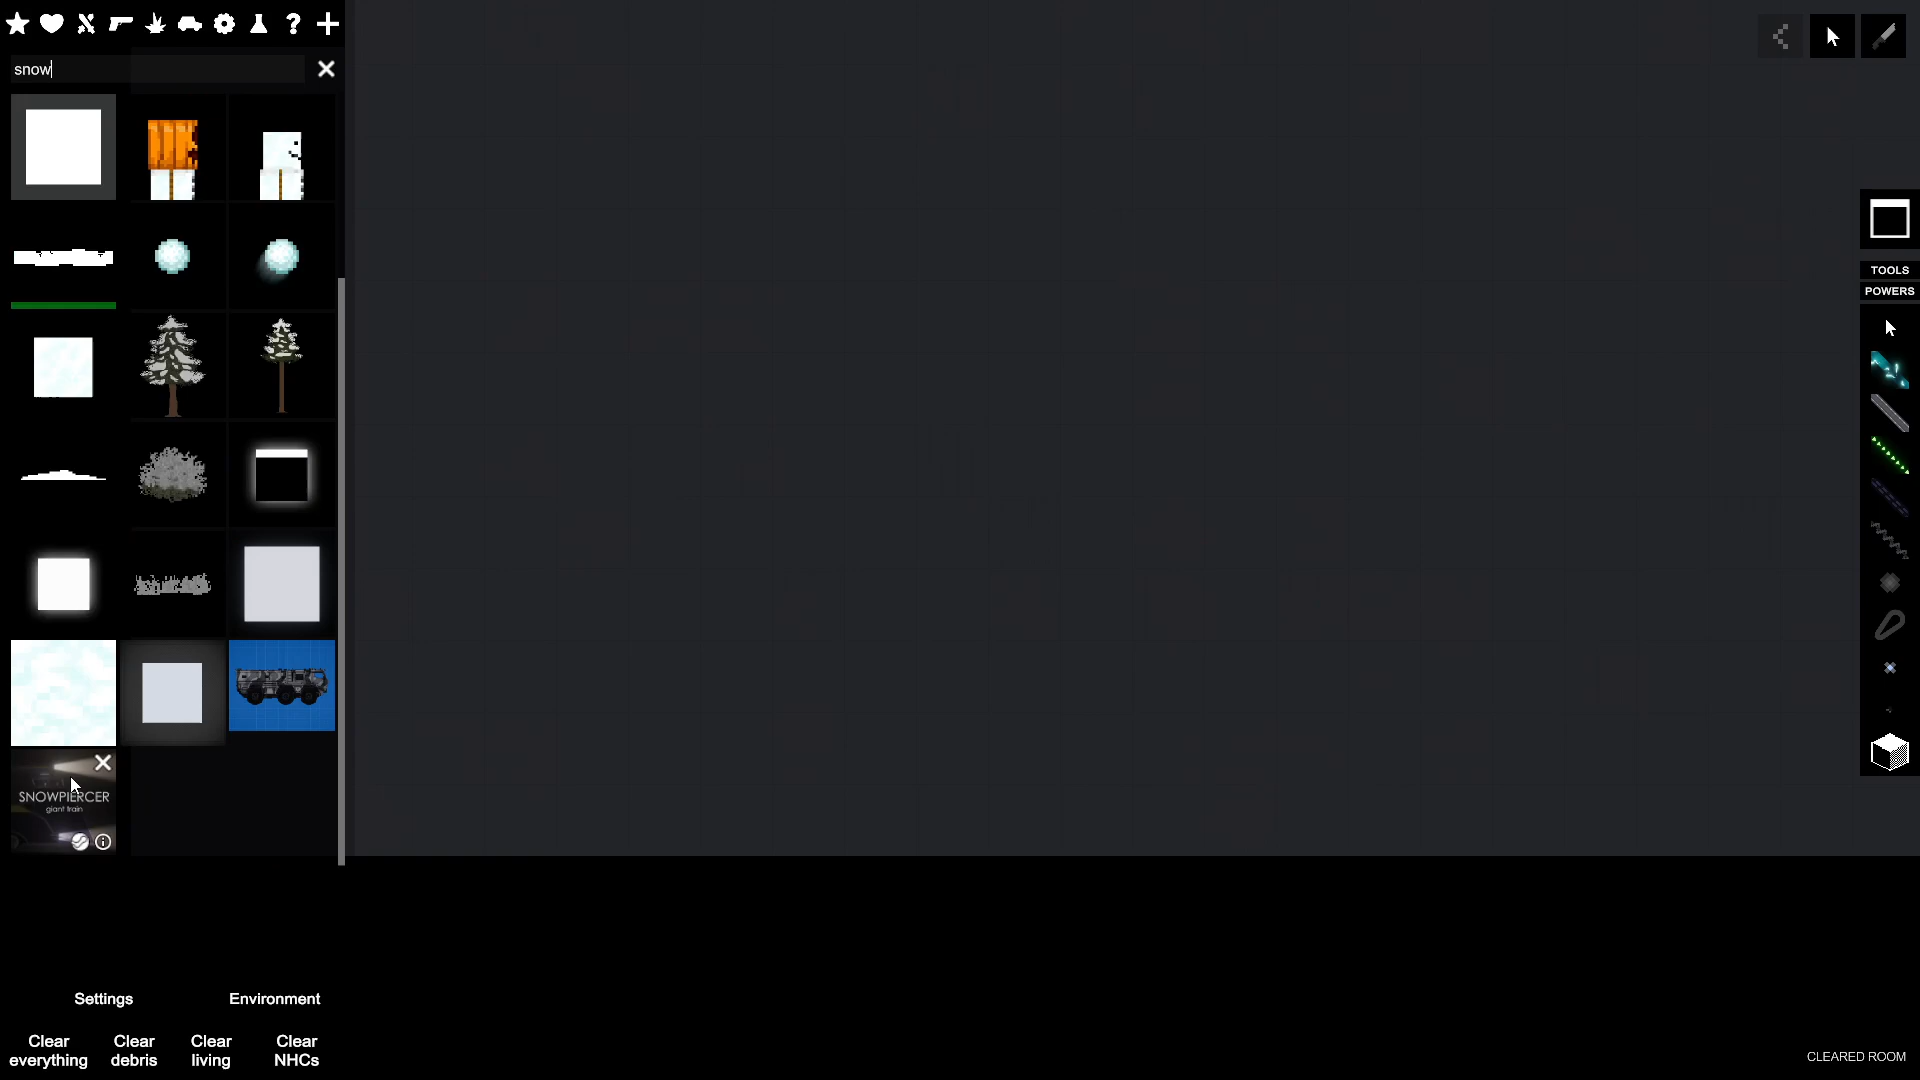 snow
TOOLS
POWERS
SNOWPIERCER
giant train
Settings
Environment
Clear everything
Clear debris
Clear living
Clear NHCs
CLEARED ROOM